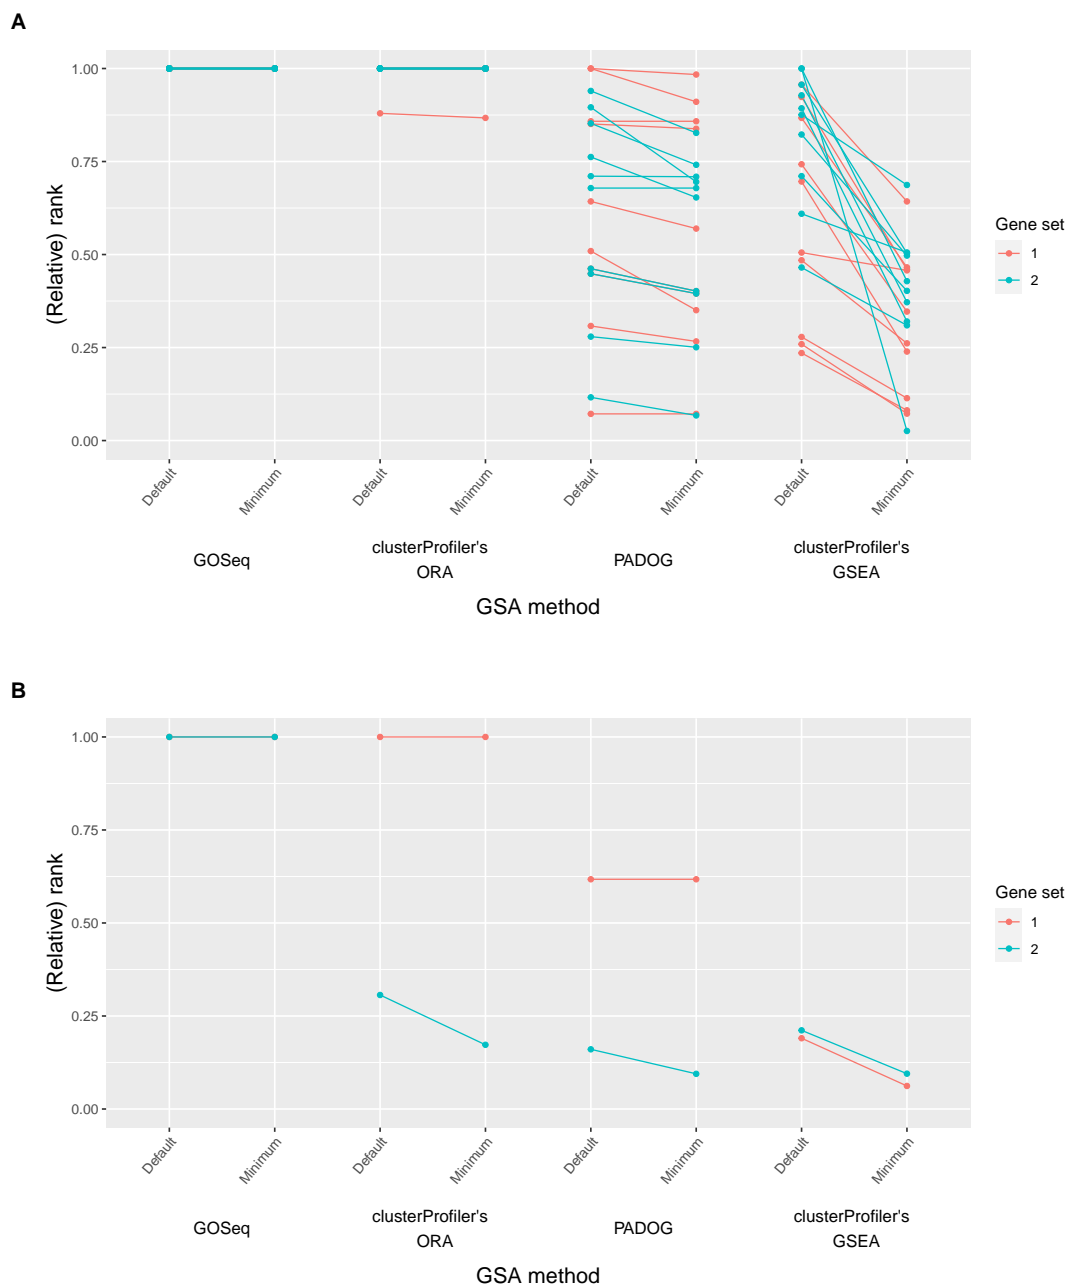 A
(Relative) rank
1.00
0.75
0.50
0.25
0.00
Default
Minimum
Default
Minimum
Default
Minimum
Default
Minimum
GOSeq
clusterProfiler's
ORA
PADOG
clusterProfiler's
GSEA
GSA method
Gene set
1
2
B
(Relative) rank
1.00
0.75
0.50
0.25
0.00
Default
Minimum
Default
Minimum
Default
Minimum
Default
Minimum
GOSeq
clusterProfiler's
ORA
PADOG
clusterProfiler's
GSEA
GSA method
Gene set
1
2